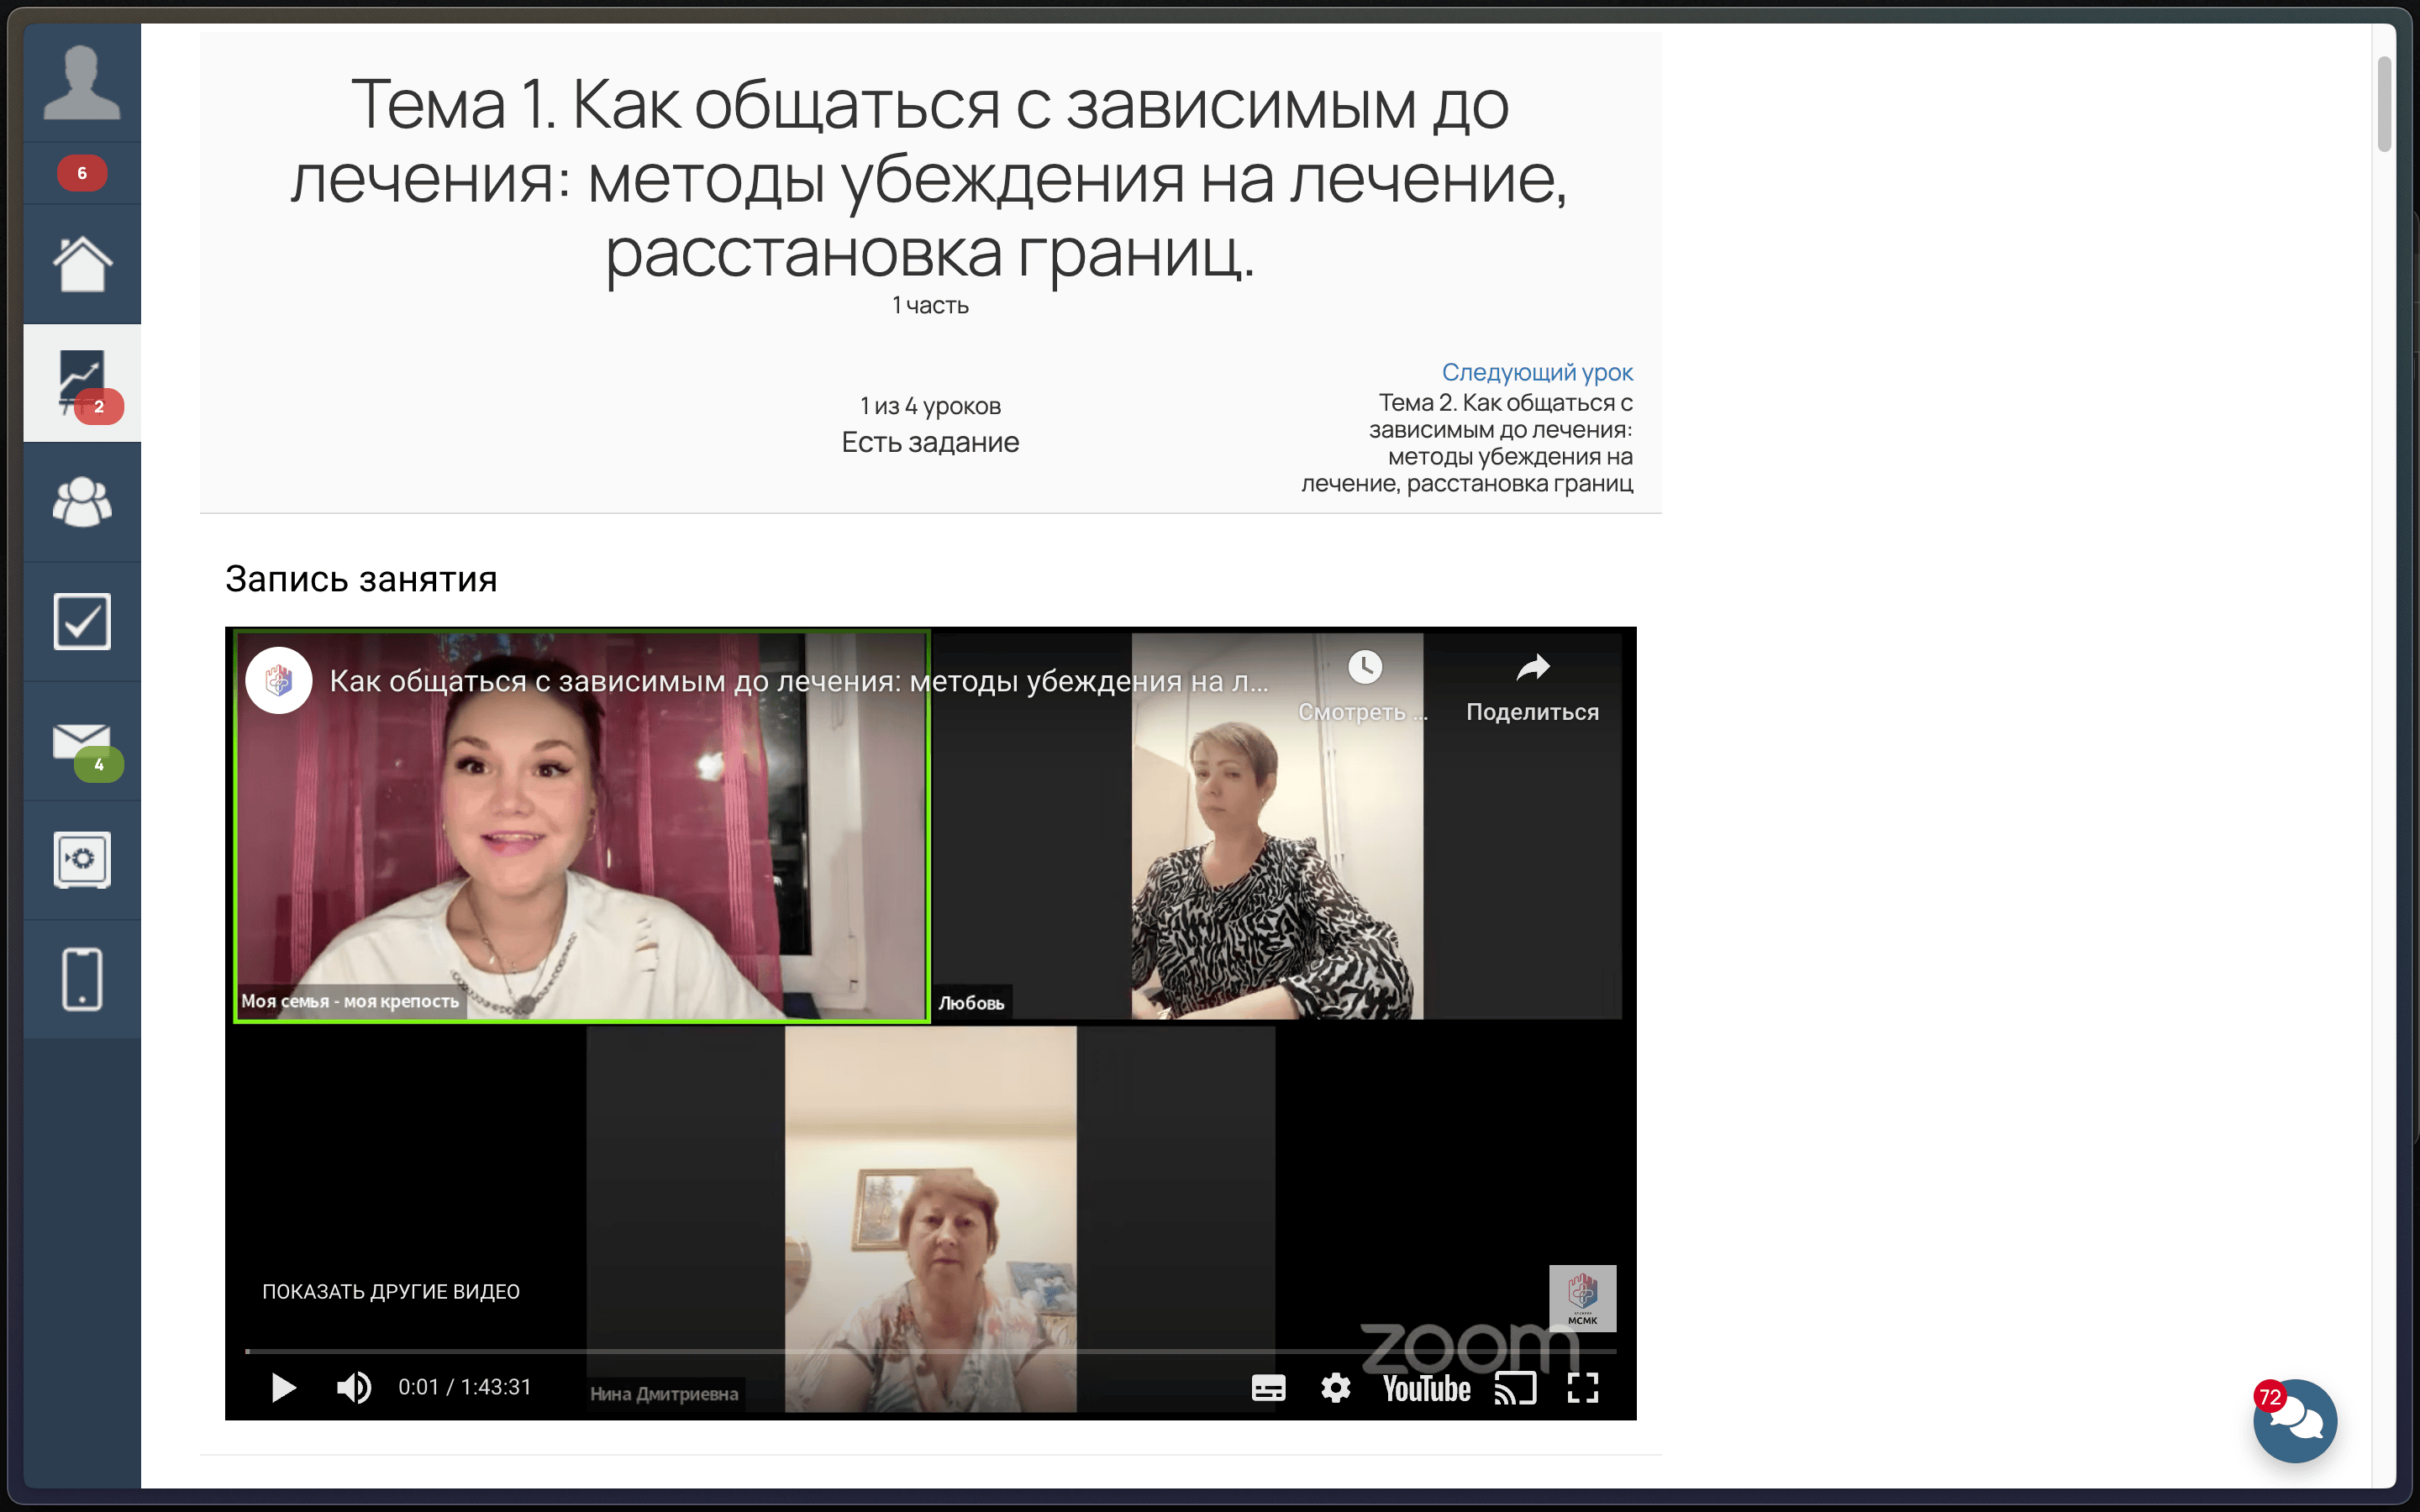 6
2
4
Тема 1. Как общаться с зависимым до
лечения: методы убеждения на лечение,
расстановка границ.
1 часть
1 из 4 уроков
Есть задание
Следующий урок
Тема 2. Как общаться с
зависимым до лечения:
методы убеждения на
лечение, расстановка границ
Запись занятия
Как общаться с зависимым до лечения: методы убеждения на л...
Смотреть ...
Поделиться
Моя семья - моя крепость
Любовь
ПОКАЗАТЬ ДРУГИЕ ВИДЕО
МСМК
zoom
0:01 / 1:43:31
Нина Дмитриевна
YouTube
72